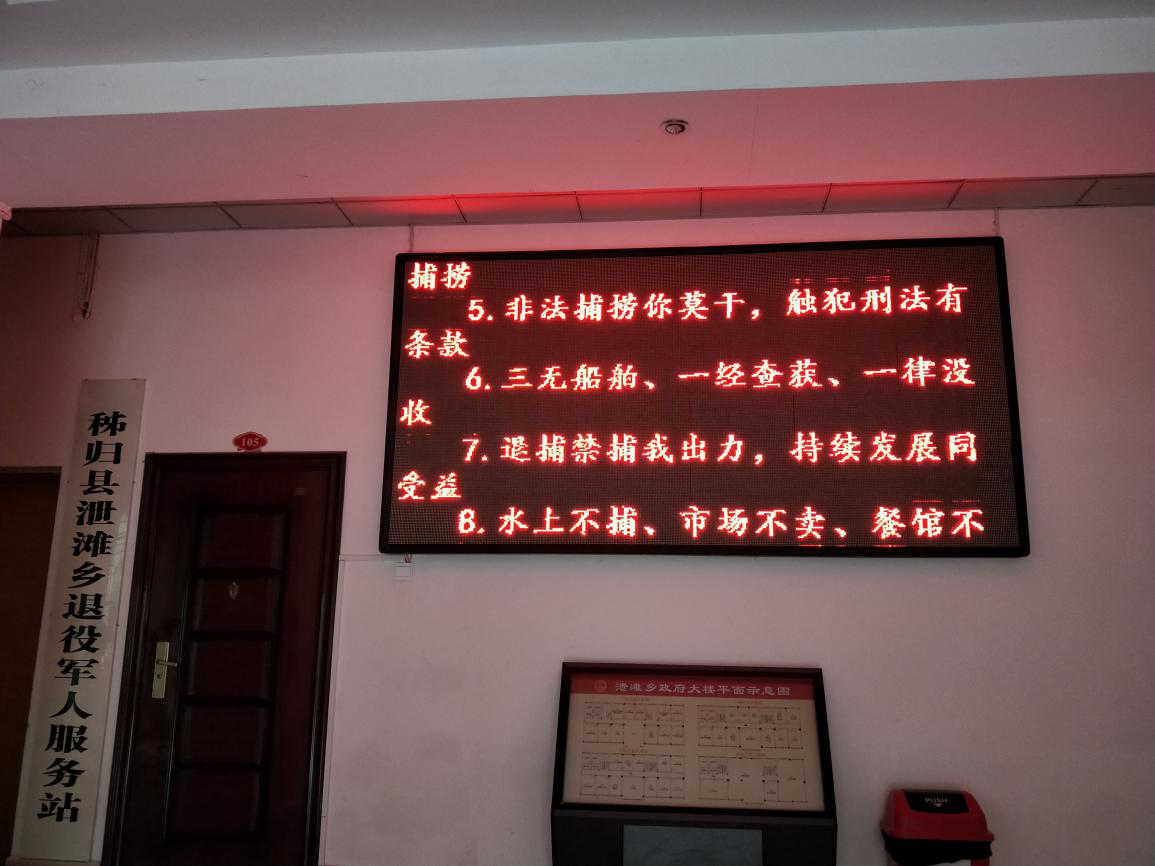 捕捞
5.非法捕捞你莫干，触犯刑法有
条款
6.三无船舶、一经查获、一律没
收
7.退捕禁捕我出力，持续发展同
受益
8.水上不捕、市场不卖、餐馆不
105
秭归县泄滩乡退役军人服务站
泄滩乡政府大楼平面示意图
PUSH